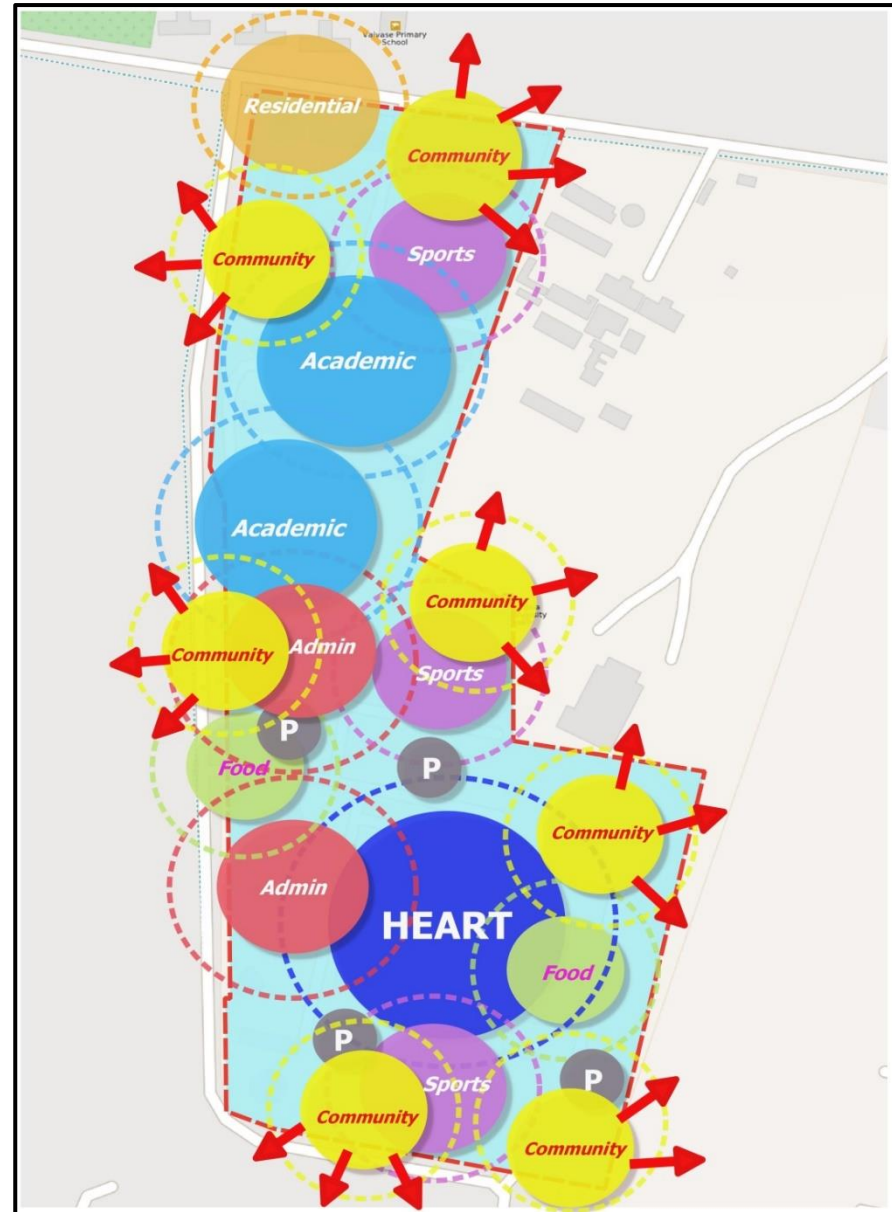 Valvase Primary
School
Residential
Community
Community
Sports
Academic
Academic
Community
Community
Admin
Sports
P
Food
P
Community
Admin
HEART
Food
P
Sports
P
Community
Community